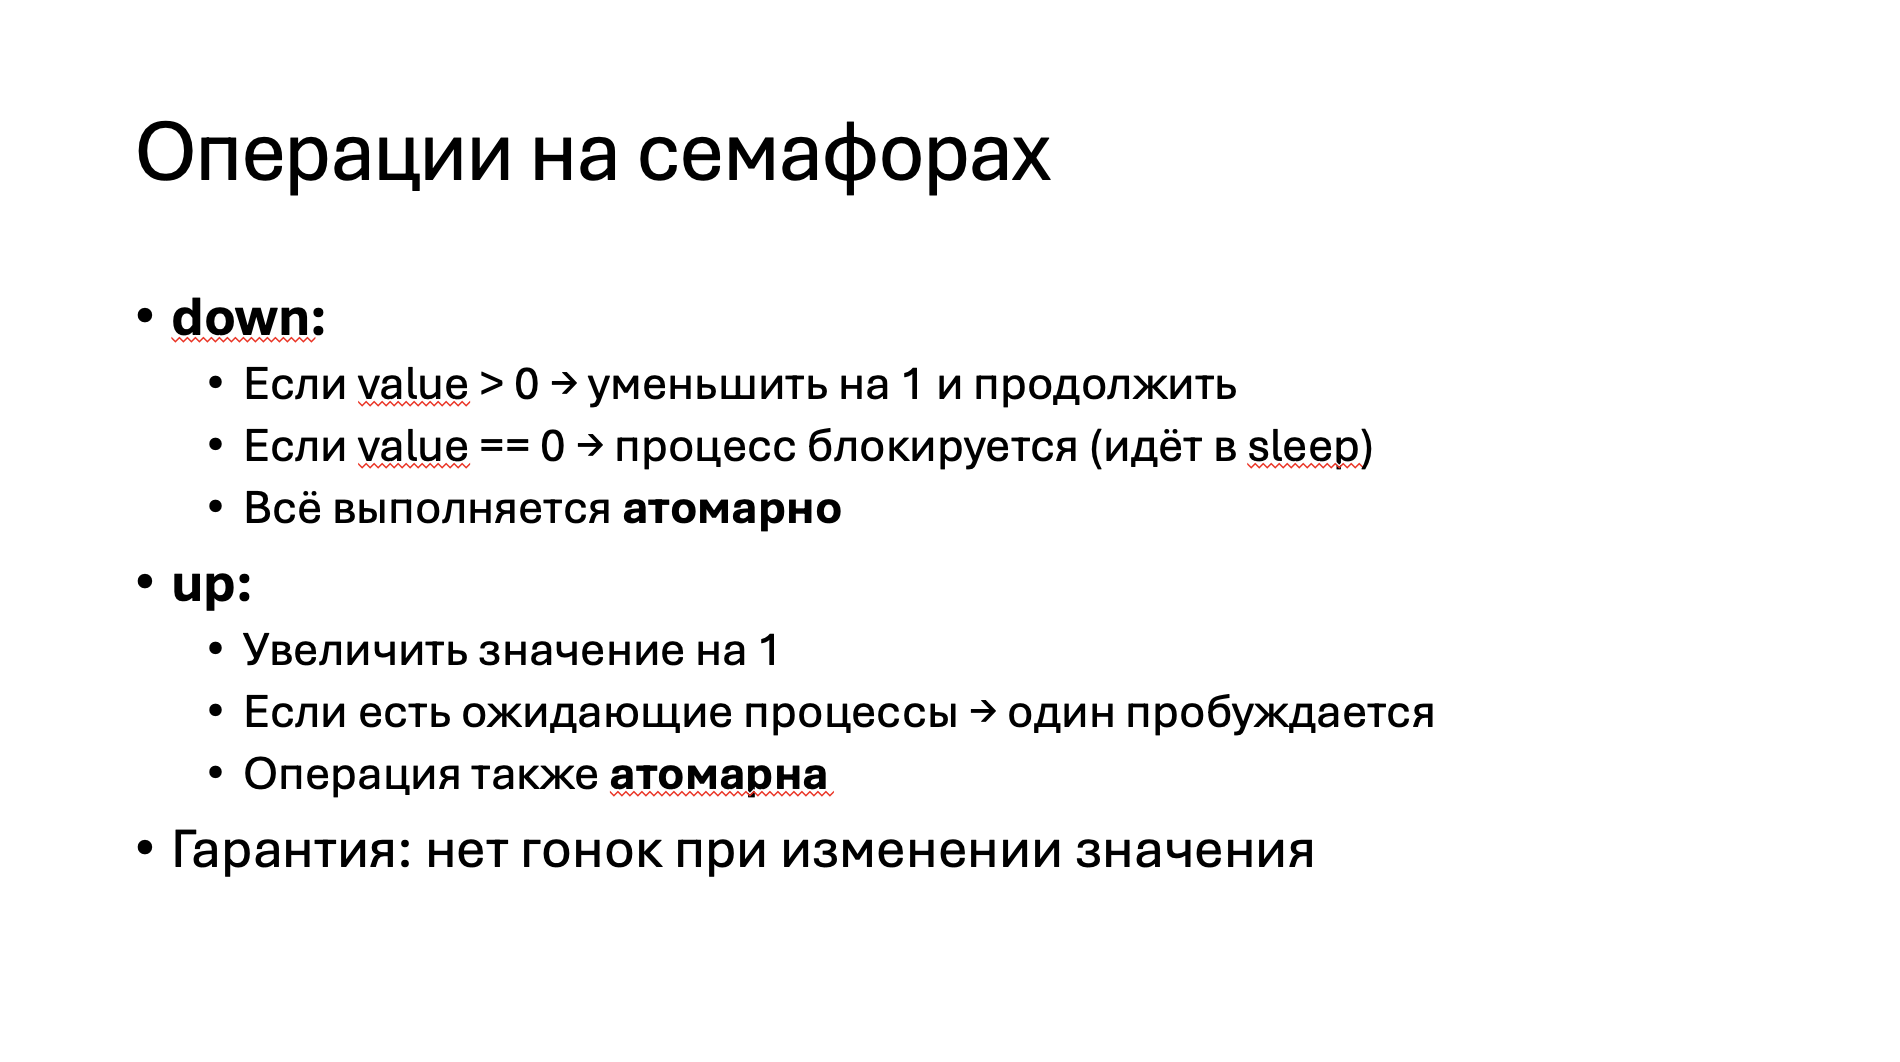 Операции на семафорах
• down:
• Если value > 0 → уменьшить на 1 и продолжить
• Если value == 0 → процесс блокируется (идёт в sleep)
• Всё выполняется атомарно
• up:
• Увеличить значение на 1
• Если есть ожидающие процессы → один пробуждается
• Операция также атомарна
• Гарантия: нет гонок при изменении значения